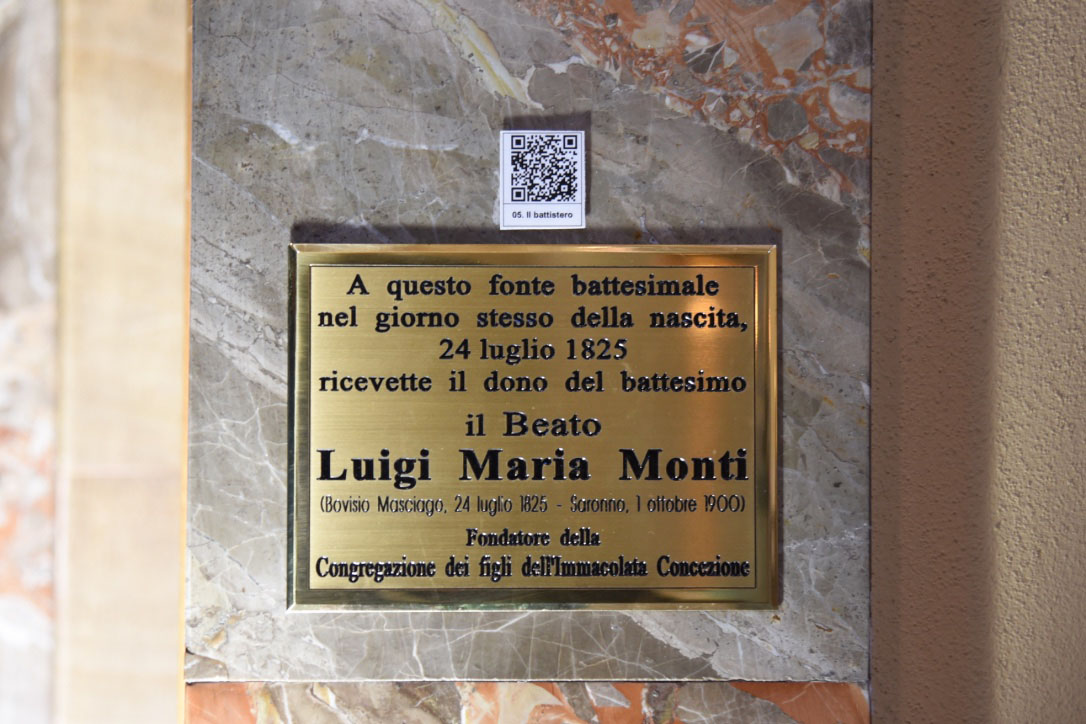 05. Il battistero
A questo fonte battesimale
nel giorno stesso della nascita,
24 luglio 1825
ricevette il dono del battesimo
il Beato
Luigi Maria Monti
(Bovisio Masciago, 24 luglio 1825 - Saronno, 1 ottobre 1900)
Fondatore della
Congregazione dei figli dell'Immacolata Concezione